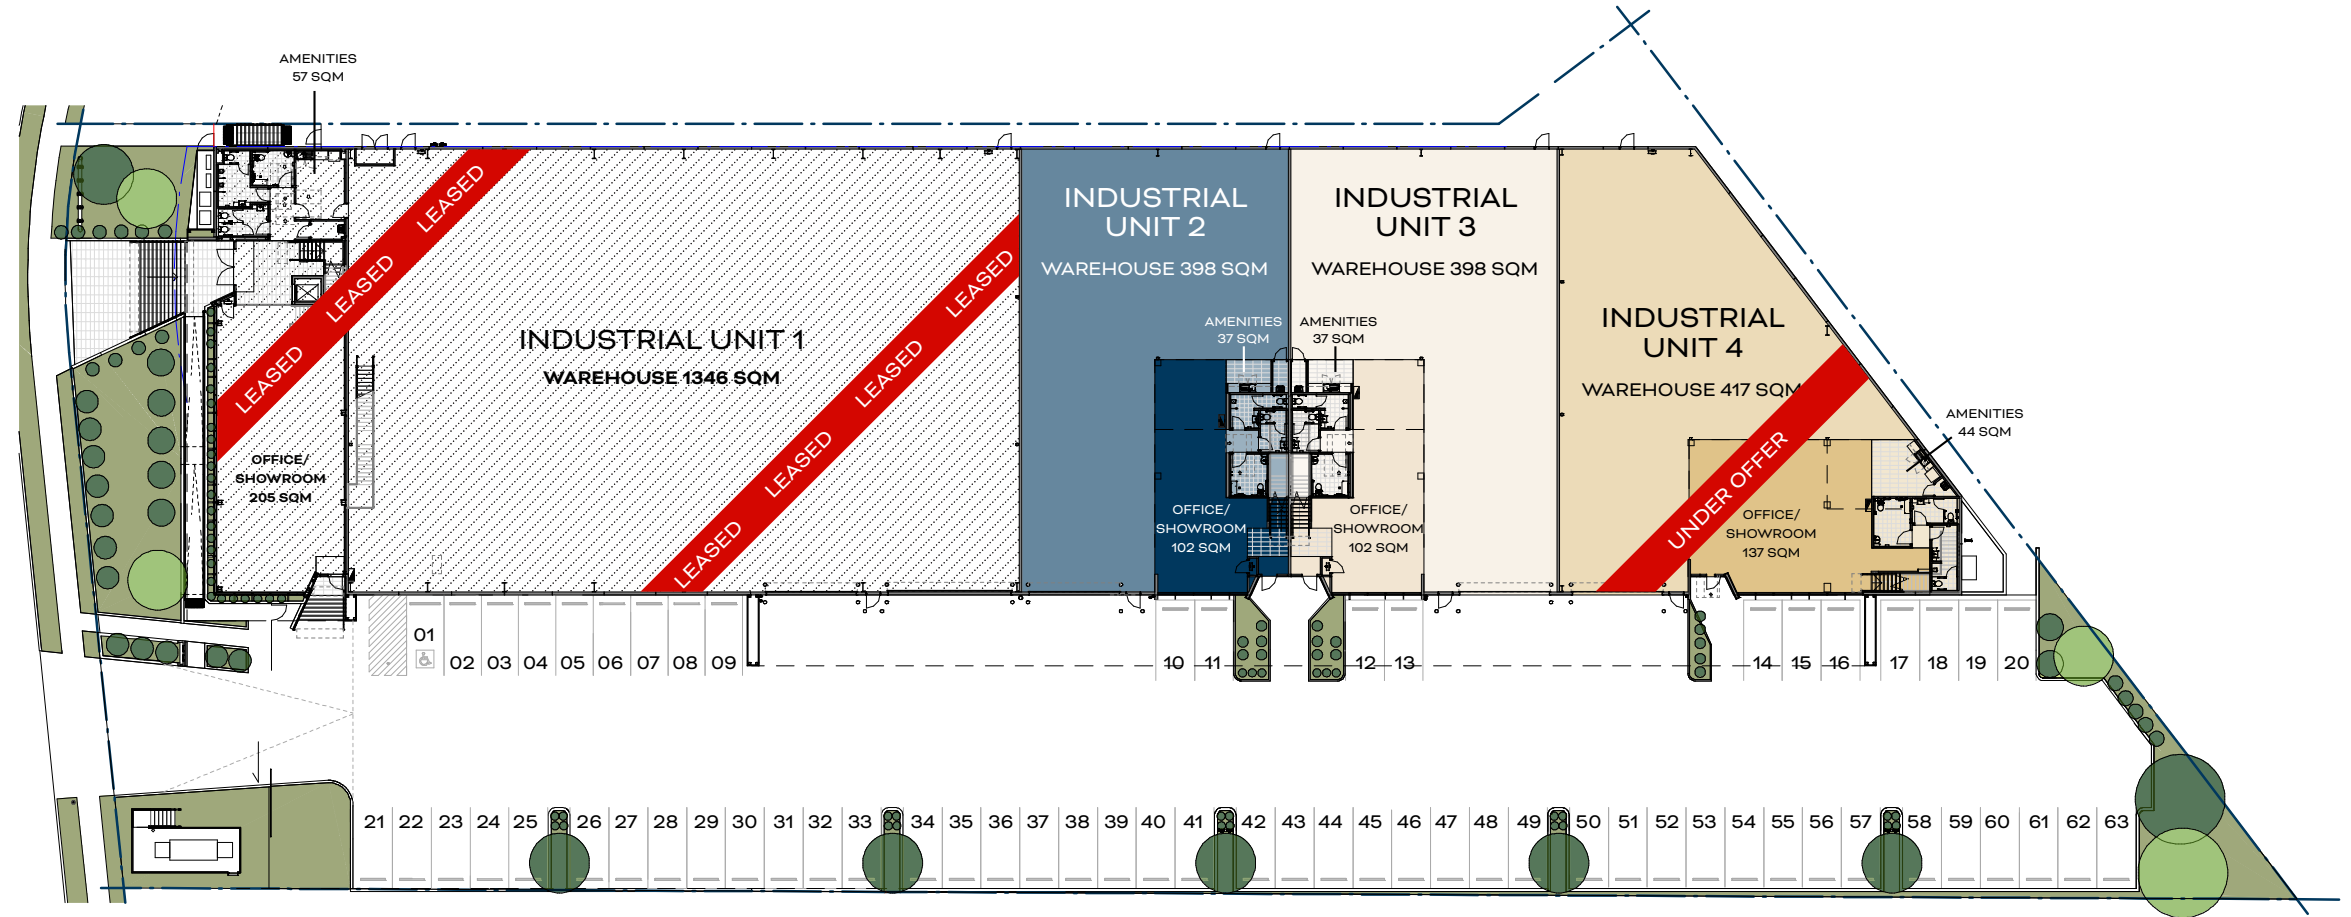 AMENITIES
57 SQM
LEASED
LEASED
LEASED
INDUSTRIAL UNIT 1
WAREHOUSE 1346 SQM
OFFICE/
SHOWROOM
205 SQM
LEASED
LEASED
LEASED
LEASED
INDUSTRIAL
UNIT 2
WAREHOUSE 398 SQM
AMENITIES
37 SQM
OFFICE/
SHOWROOM
102 SQM
INDUSTRIAL
UNIT 3
WAREHOUSE 398 SQM
AMENITIES
37 SQM
OFFICE/
SHOWROOM
102 SQM
INDUSTRIAL
UNIT 4
WAREHOUSE 417 SQM
UNDER OFFER
AMENITIES
44 SQM
OFFICE/
SHOWROOM
137 SQM
01 02 03 04 05 06 07 08 09 10 11 12 13 14 15 16 17 18 19 20
21 22 23 24 25 26 27 28 29 30 31 32 33 34 35 36 37 38 39 40 41 42 43 44 45 46 47 48 49 50 51 52 53 54 55 56 57 58 59 60 61 62 63